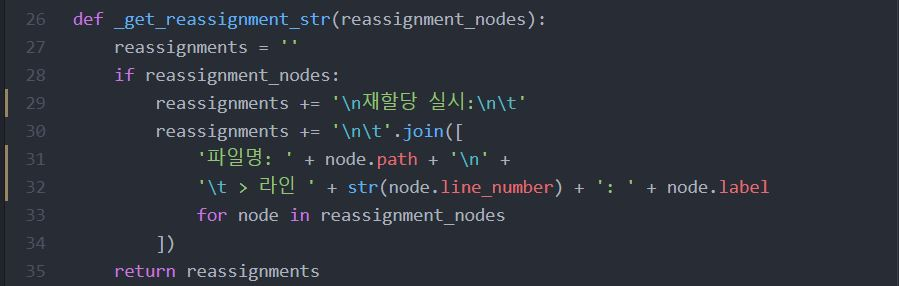 26 def _get_reassignment_str(reassignment_nodes):
27     reassignments = ''
28     if reassignment_nodes:
29         reassignments += '\n재할당 실시:\n\t'
30         reassignments += '\n\t'.join([
31             '파일명: ' + node.path + '\n' +
32             '\t > 라인 ' + str(node.line_number) + ': ' + node.label
33             for node in reassignment_nodes
34         ])
35     return reassignments